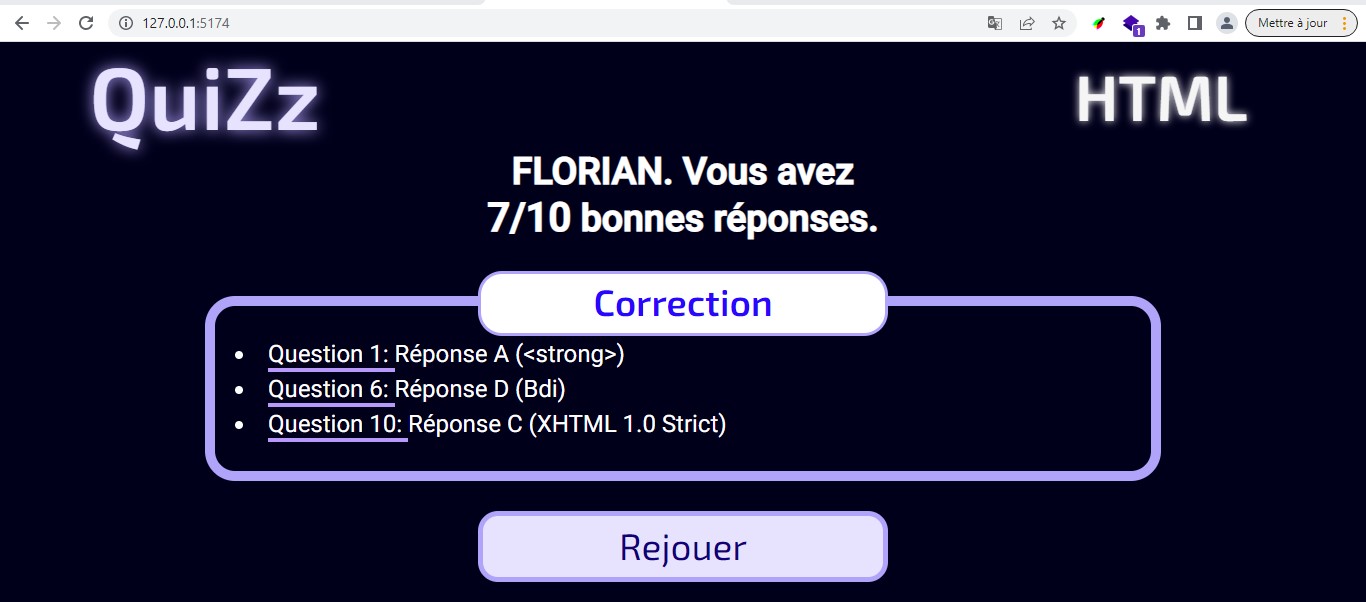 127.0.0.1:5174
1
Mettre à jour
QuiZz
HTML
FLORIAN. Vous avez
7/10 bonnes réponses.
Correction
Question 1: Réponse A (<strong>)
Question 6: Réponse D (Bdi)
Question 10: Réponse C (XHTML 1.0 Strict)
Rejouer